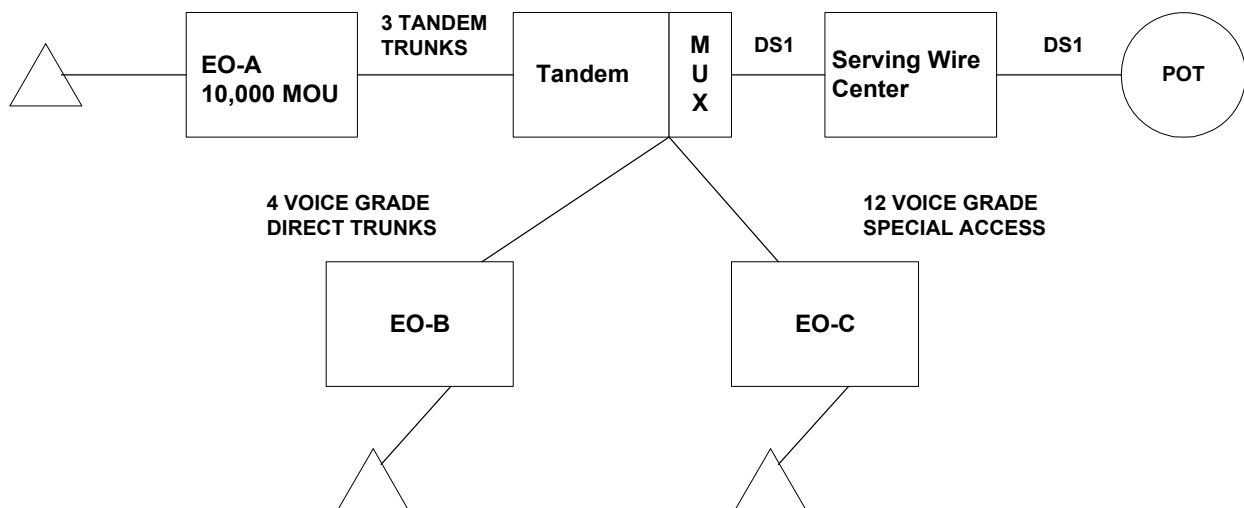 3 TANDEM
TRUNKS
EO-A
10,000 MOU
Tandem
M
U
X
DS1
Serving Wire
Center
DS1
POT
4 VOICE GRADE
DIRECT TRUNKS
12 VOICE GRADE
SPECIAL ACCESS
EO-B
EO-C